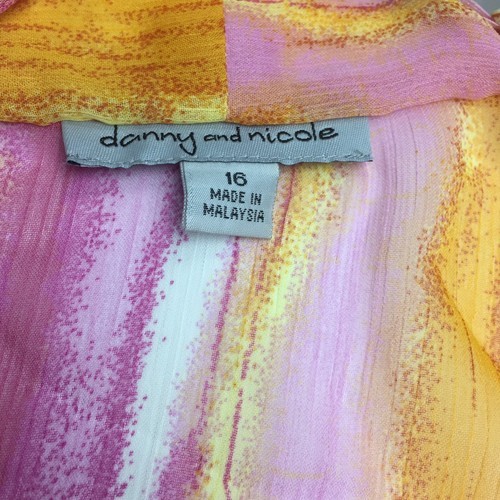 danny and nicole
16
MADE IN
MALAYSIA